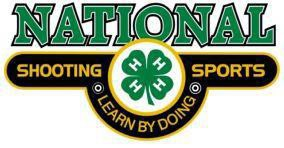 NATIONAL
SHOOTING SPORTS
H H
H H
LEARN BY DOING